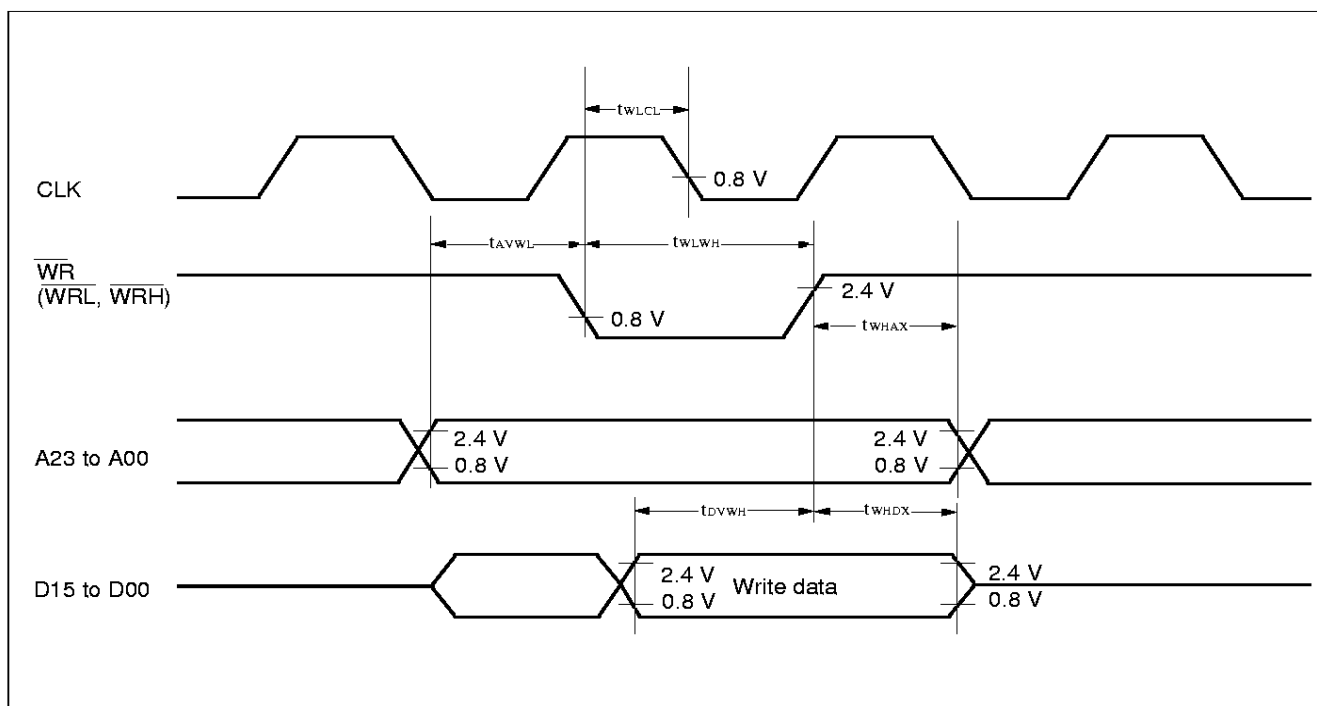 tWLCL
CLK
0.8 V
tAVWL
tWLWH
WR
(WRL, WRH)
2.4 V
0.8 V
tWHAX
A23 to A00
2.4 V
0.8 V
2.4 V
0.8 V
tDVWH
tWHDX
D15 to D00
2.4 V
0.8 V
Write data
2.4 V
0.8 V